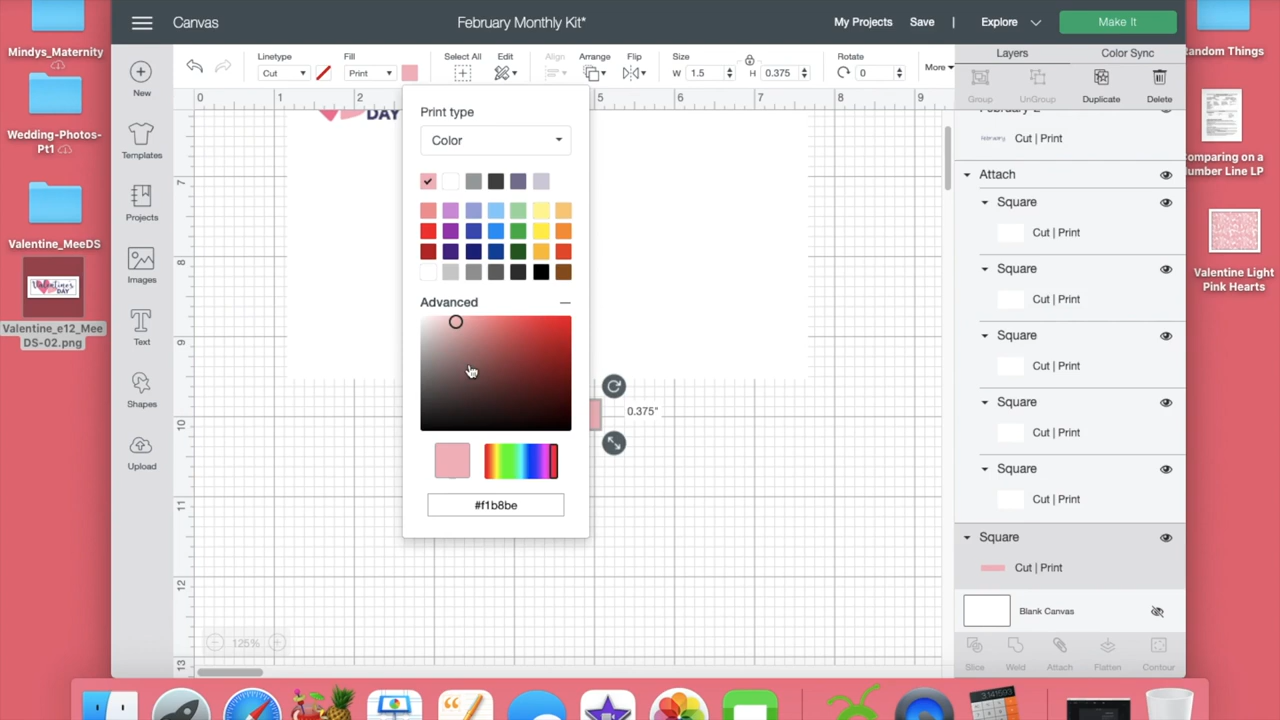 Mindys_Maternity
Wedding-Photos-
Pt1
Valentine_MeeDS
Valentines
DAY
Valentine_e12_Mee
DS-02.png
Canvas
February Monthly Kit*
My Projects
Save
|
Explore
Make It
Linetype
Cut
Fill
Print
Select All
Edit
Align
Arrange
Flip
Size
W 1.5
H 0.375
Rotate
0
More
Layers
Color Sync
Group
UnGroup
Duplicate
Delete
New
Templates
Projects
Images
Text
Shapes
Upload
0
1
2
5
6
7
8
9
7
8
9
10
11
12
13
DAY
Print type
Color
Advanced
#f1b8be
0.375"
125%
Cut | Print
Attach
Square
Cut | Print
Square
Cut | Print
Square
Cut | Print
Square
Cut | Print
Square
Cut | Print
Square
Cut | Print
Blank Canvas
Slice
Weld
Attach
Flatten
Contour
Random Things
Comparing on a
Number Line LP
Valentine Light
Pink Hearts